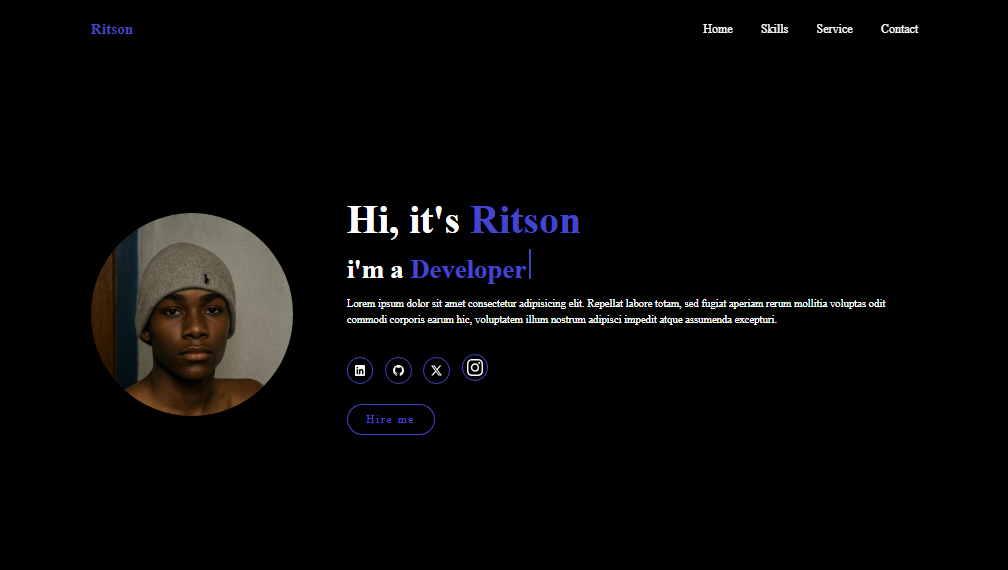 Ritson
Home Skills Service Contact
Hi, it's Ritson
i'm a Developer
Lorem ipsum dolor sit amet consectetur adipisicing elit. Repellat labore totam, sed fugiat aperiam rerum mollitia voluptas odit
commodi corporis earum hic, voluptatem illum nostrum adipisci impedit atque assumenda excepturi.
Hire me